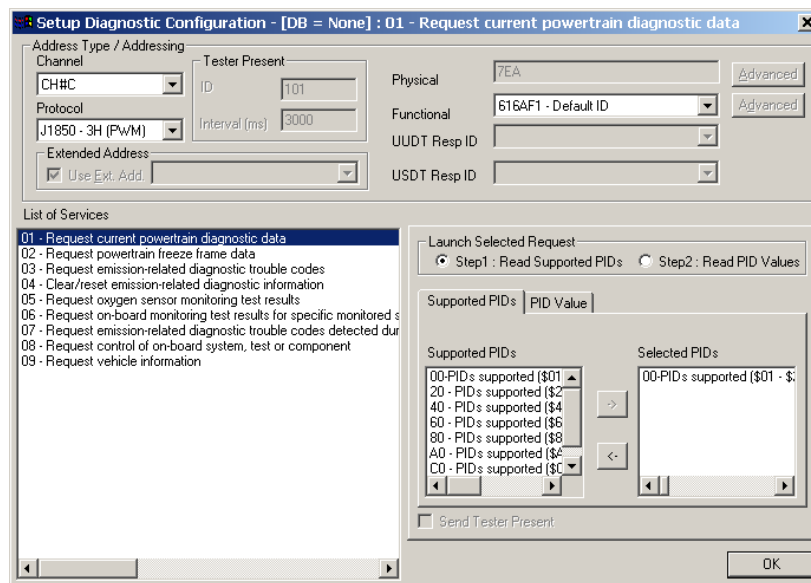 Setup Diagnostic Configuration - [DB = None] : 01 - Request current powertrain diagnostic data
Address Type / Addressing
Channel
CH#C
Protocol
J1850 - 3H (PWM)
Tester Present
ID
101
Interval (ms)
3000
Extended Address
Use Ext. Add.
Physical
7EA
Advanced
Functional
616AF1 - Default ID
Advanced
UUDT Resp ID
USDT Resp ID
List of Services
01 - Request current powertrain diagnostic data
02 - Request powertrain freeze frame data
03 - Request emission-related diagnostic trouble codes
04 - Clear/reset emission-related diagnostic information
05 - Request oxygen sensor monitoring test results
06 - Request on-board monitoring test results for specific monitored s
07 - Request emission-related diagnostic trouble codes detected dur
08 - Request control of on-board system, test or component
09 - Request vehicle information
Launch Selected Request
Step1 : Read Supported PIDs
Step2 : Read PID Values
Supported PIDs
PID Value
Supported PIDs
00-PIDs supported ($01
20 - PIDs supported ($2
40 - PIDs supported ($4
60 - PIDs supported ($6
80 - PIDs supported ($8
A0 - PIDs supported ($A
C0 - PIDs supported ($C
->
<-
Selected PIDs
00-PIDs supported ($01 - $2
Send Tester Present
OK